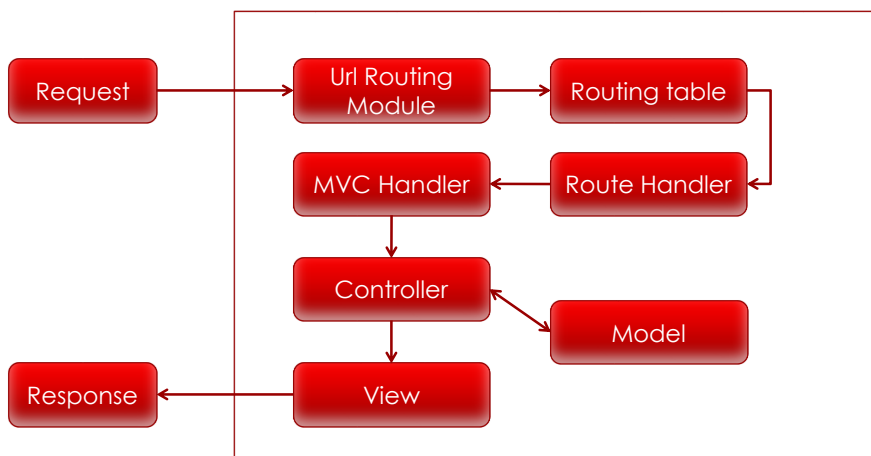 Request
Url Routing
Module
Routing table
MVC Handler
Route Handler
Controller
Model
Response
View